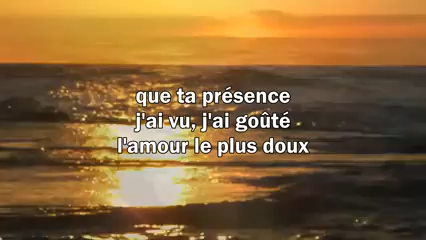 que ta présence
j'ai vu, j'ai goûté
l'amour le plus doux